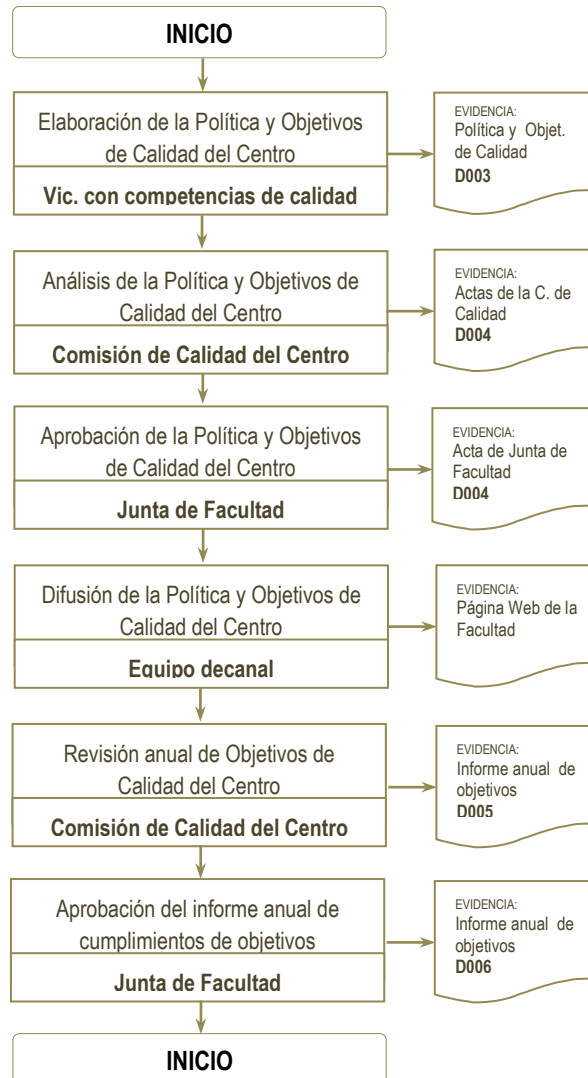 INICIO
Elaboración de la Política y Objetivos
de Calidad del Centro
Vic. con competencias de calidad
EVIDENCIA:
Política y Objet.
de Calidad
D003
Análisis de la Política y Objetivos de
Calidad del Centro
Comisión de Calidad del Centro
EVIDENCIA:
Actas de la C. de
Calidad
D004
Aprobación de la Política y Objetivos
de Calidad del Centro
Junta de Facultad
EVIDENCIA:
Acta de Junta de
Facultad
D004
Difusión de la Política y Objetivos de
Calidad del Centro
Equipo decanal
EVIDENCIA:
Página Web de la
Facultad
Revisión anual de Objetivos de
Calidad del Centro
Comisión de Calidad del Centro
EVIDENCIA:
Informe anual de
objetivos
D005
Aprobación del informe anual de
cumplimientos de objetivos
Junta de Facultad
EVIDENCIA:
Informe anual de
objetivos
D006
INICIO